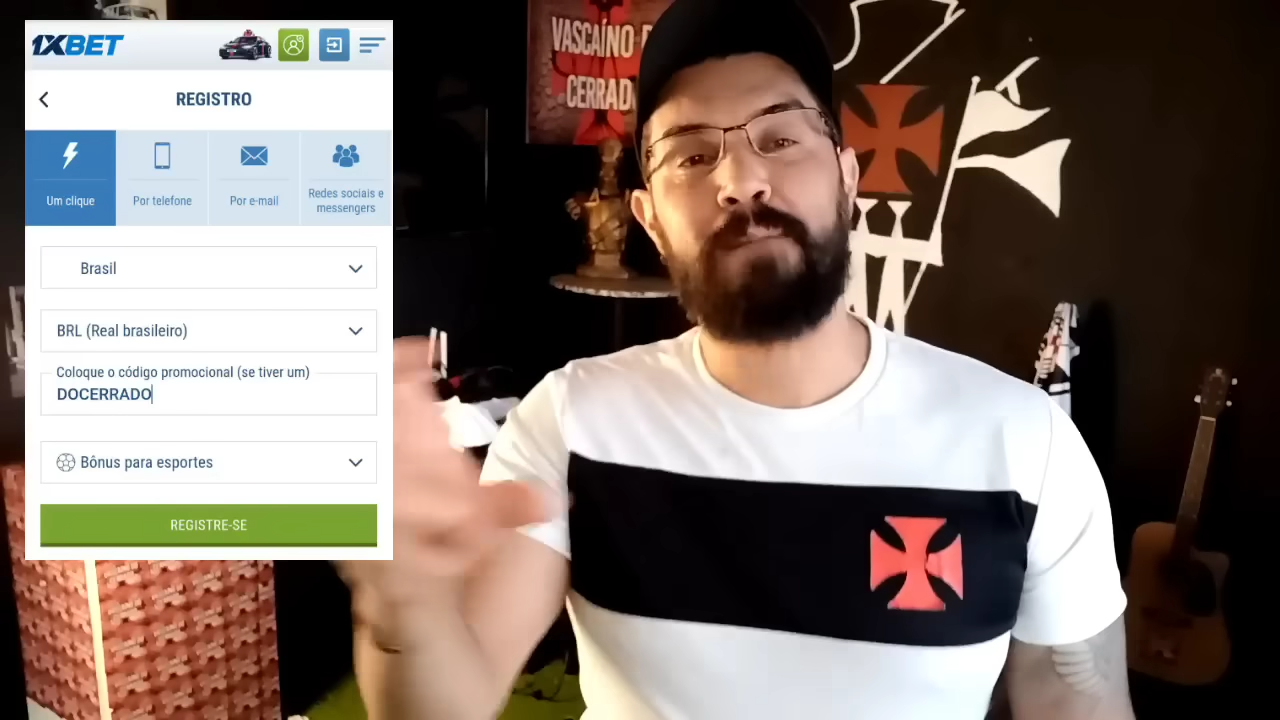 1XBET
REGISTRO
Um clique
Por telefone
Por e-mail
Redes sociais e
messengers
Brasil
BRL (Real brasileiro)
Coloque o código promocional (se tiver um)
DOCERRADO
Bônus para esportes
REGISTRE-SE
VASCAÍNO
CERRAD